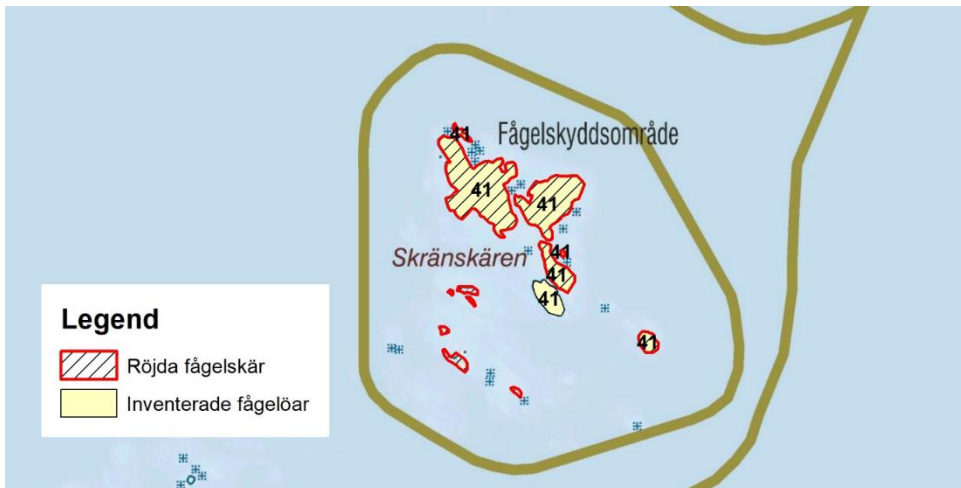 41
Fågelskyddsområde
41
41
Skränskären
41
41
41
41
Legend
Röjda fågelskär
Inventerade fågelöar